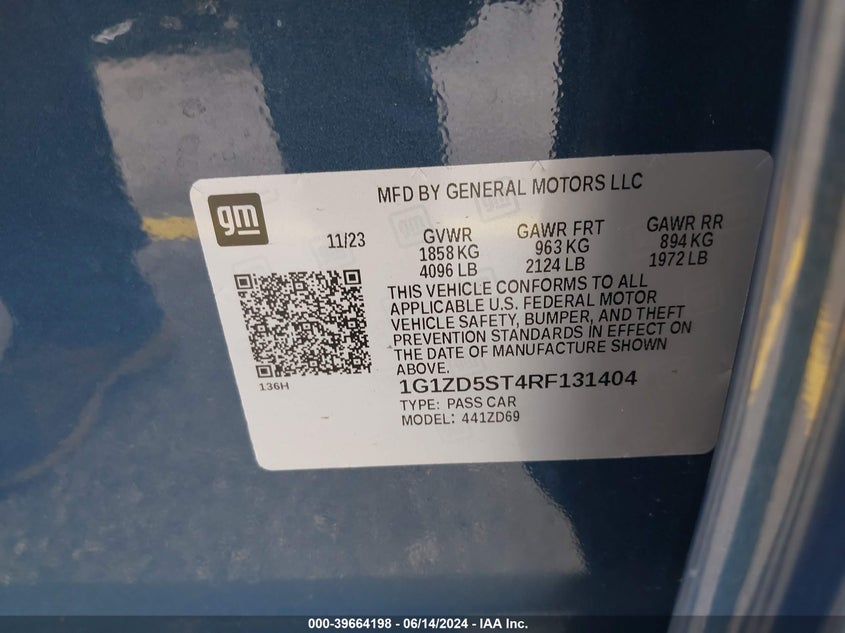 MFD BY GENERAL MOTORS LLC
gm
11/23
GVWR GAWR FRT GAWR RR
1858 KG 963 KG 894 KG
4096 LB 2124 LB 1972 LB
THIS VEHICLE CONFORMS TO ALL
APPLICABLE U.S. FEDERAL MOTOR
VEHICLE SAFETY, BUMPER, AND THEFT
PREVENTION STANDARDS IN EFFECT ON
THE DATE OF MANUFACTURE SHOWN
ABOVE.
136H
1G1ZD5ST4RF131404
TYPE: PASS CAR
MODEL: 441ZD69
000-39664198 - 06/14/2024 - IAA Inc.